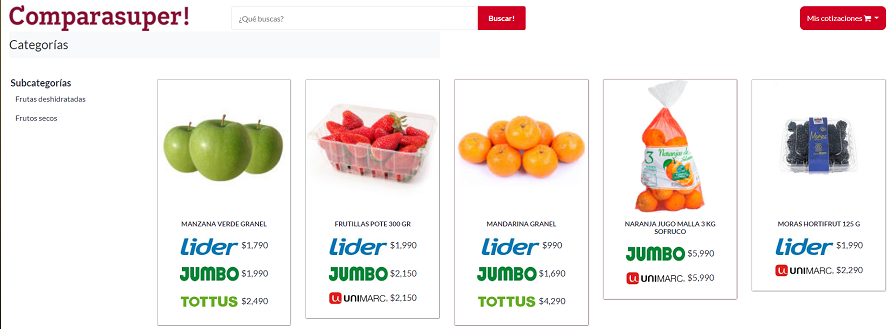 Comparasuper!
¿Qué buscas?
Buscar!
Mis cotizaciones
Categorías
Subcategorías
Frutas deshidratadas
Frutos secos
MANZANA VERDE GRANEL
lider $1,790
JUMBO $1,990
TOTTUS $2,490
FRUTILLAS POTE 300 GR
lider $1,990
JUMBO $2,150
UNIMARC. $2,150
MANDARINA GRANEL
lider $990
JUMBO $1,690
TOTTUS $4,290
3
Naranjas
NARANJA JUGO MALLA 3 KG
SOFRUCO
JUMBO $5,990
UNIMARC. $5,990
Moras
MORAS HORTIFRUT 125 G
lider $1,990
UNIMARC. $2,290